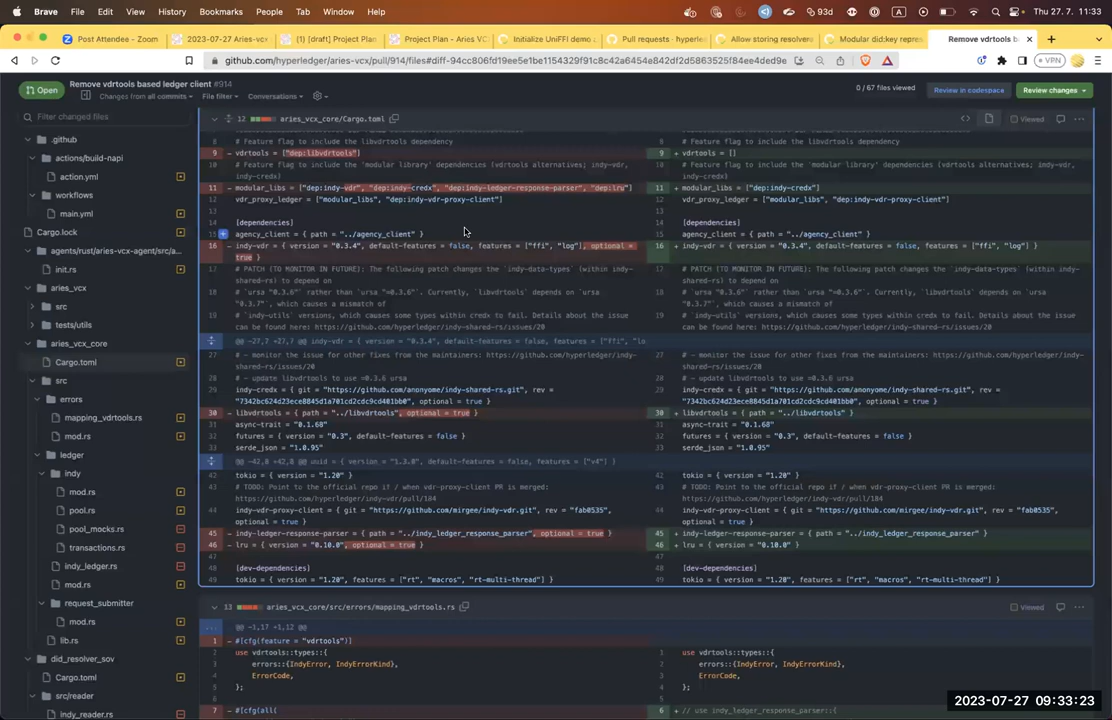 Brave File Edit View History Bookmarks People Tab Window Help 93d A Thu 27. 7. 11:33
Post Attendee - Zoom 2023-07-27 Aries-vc (1) [draft] Project Plan Project Plan - Aries VC Initialize UniFFI demo Pull requests · hyperle Allow storing resolvers Modular did:key repres Remove vdrtools b
github.com/hyperledger/aries-vcx/pull/914/files#diff-94cc806fd19ee5e1be1154329f91c8c42a6454ac842df2d5863525f84eed9e VPN
Remove vdrtools based ledger client #914
Open
Changes from all commits File filter Conversations
0 / 67 files viewed Review in codespace Review changes
Filter changed files
.github
actions/build-napi
action.yml
workflows
main.yml
Cargo.lock
agents/rust/aries-vcx-agent/src/a...
init.rs
aries_vcx
src
tests/utils
aries_vcx_core
Cargo.toml
src
errors
mapping_vdrtools.rs
mod.rs
ledger
indy
mod.rs
pool.rs
pool_mocks.rs
transactions.rs
indy_ledger.rs
mod.rs
request_submitter
mod.rs
lib.rs
did_resolver_sov
Cargo.toml
src/reader
indy_reader.rs
12 aries_vcx_core/Cargo.toml Viewed
8 # Feature flag to include the libvdrtools dependency 8 # Feature flag to include the libvdrtools dependency
9 - vdrtools = ["dep:libvdrtools"] 9 + vdrtools = []
10 # Feature flag to include the 'modular library' dependencies (vdrtools alternatives; indy-vdr, 10 # Feature flag to include the 'modular library' dependencies (vdrtools alternatives; indy-vdr,
indy-credx) indy-credx)
11 - modular_libs = ["dep:indy-vdr", "dep:indy-credx", "dep:indy-ledger-response-parser", "dep:lru"] 11 + modular_libs = ["dep:indy-credx"]
12 vdr_proxy_ledger = ["modular_libs", "dep:indy-vdr-proxy-client"] 12 vdr_proxy_ledger = ["modular_libs", "dep:indy-vdr-proxy-client"]
13 13
14 [dependencies] 14 [dependencies]
15 agency_client = { path = "../agency_client" } 15 agency_client = { path = "../agency_client" }
16 - indy-vdr = { version = "0.3.4", default-features = false, features = ["ffi", "log"], optional = 16 + indy-vdr = { version = "0.3.4", default-features = false, features = ["ffi", "log"] }
true }
17 # PATCH (TO MONITOR IN FUTURE): The following patch changes the `indy-data-types` (within indy- 17 # PATCH (TO MONITOR IN FUTURE): The following patch changes the `indy-data-types` (within indy-
shared-rs) to depend on shared-rs) to depend on
18 # `ursa "0.3.6" rather than `ursa "=0.3.6". Currently, `libvdrtools` depends on `ursa 18 # `ursa "0.3.6" rather than `ursa "=0.3.6". Currently, `libvdrtools` depends on `ursa
"0.3.7", which causes a mismatch of "0.3.7", which causes a mismatch of
19 # `indy-utils` versions, which causes some types within credx to fail. Details about the issue 19 # `indy-utils` versions, which causes some types within credx to fail. Details about the issue
can be found here: https://github.com/hyperledger/indy-shared-rs/issues/20 can be found here: https://github.com/hyperledger/indy-shared-rs/issues/20
@@ -27,7 +27,7 @@ indy-vdr = { version = "0.3.4", default-features = false, features = ["ffi", "lo
27 # - monitor the issue for other fixes from the maintainers: https://github.com/hyperledger/ 27 # - monitor the issue for other fixes from the maintainers: https://github.com/hyperledger/
indy-shared-rs/issues/20 indy-shared-rs/issues/20
28 # - update libvdrtools to use =0.3.6 ursa 28 # - update libvdrtools to use =0.3.6 ursa
29 indy-credx = { git = "https://github.com/anonyome/indy-shared-rs.git", rev = 29 indy-credx = { git = "https://github.com/anonyome/indy-shared-rs.git", rev =
"7342bc624d23ece8845d1cd2cdc9cd401bb0", optional = true } "7342bc624d23ece8845d1cd2cdc9cd401bb0", optional = true }
30 - libvdrtools = { path = "../libvdrtools", optional = true } 30 + libvdrtools = { path = "../libvdrtools" }
31 async-trait = "0.1.68" 31 async-trait = "0.1.68"
32 futures = { version = "0.3", default-features = false } 32 futures = { version = "0.3", default-features = false }
33 serde_json = "1.0.95" 33 serde_json = "1.0.95"
@@ -42,8 +42,8 @@ uuid = { version = "1.3.0", default-features = false, features = ["v4"] }
42 tokio = { version = "1.20" } 42 tokio = { version = "1.20" }
43 # TODO: Point to the official repo if / when vdr-proxy-client PR is merged: 43 # TODO: Point to the official repo if / when vdr-proxy-client PR is merged:
https://github.com/hyperledger/indy-vdr/pull/184 https://github.com/hyperledger/indy-vdr/pull/184
44 indy-vdr-proxy-client = { git = "https://github.com/mirgee/indy-vdr.git", rev = "fab0535", 44 indy-vdr-proxy-client = { git = "https://github.com/mirgee/indy-vdr.git", rev = "fab0535",
optional = true } optional = true }
45 - indy-ledger-response-parser = { path = "../indy_ledger_response_parser", optional = true } 45 + indy-ledger-response-parser = { path = "../indy_ledger_response_parser" }
46 - lru = { version = "0.10.0", optional = true } 46 + lru = { version = "0.10.0" }
47 47
48 [dev-dependencies] 48 [dev-dependencies]
49 tokio = { version = "1.20", features = ["rt", "macros", "rt-multi-thread"] } 49 tokio = { version = "1.20", features = ["rt", "macros", "rt-multi-thread"] }
13 aries_vcx_core/src/errors/mapping_vdrtools.rs Viewed
... @@ -1,17 +1,12 @@
1 - #[cfg(feature = "vdrtools")]
2 use vdrtools::types::{ 1 use vdrtools::types::{
3 errors::{IndyError, IndyErrorKind}, 2 errors::{IndyError, IndyErrorKind},
4 ErrorCode, 3 ErrorCode,
5 }; 4 };
6 5
7 - #[cfg(all( 6 + // use indy_ledger_response_parser::{
2023-07-27 09:33:23